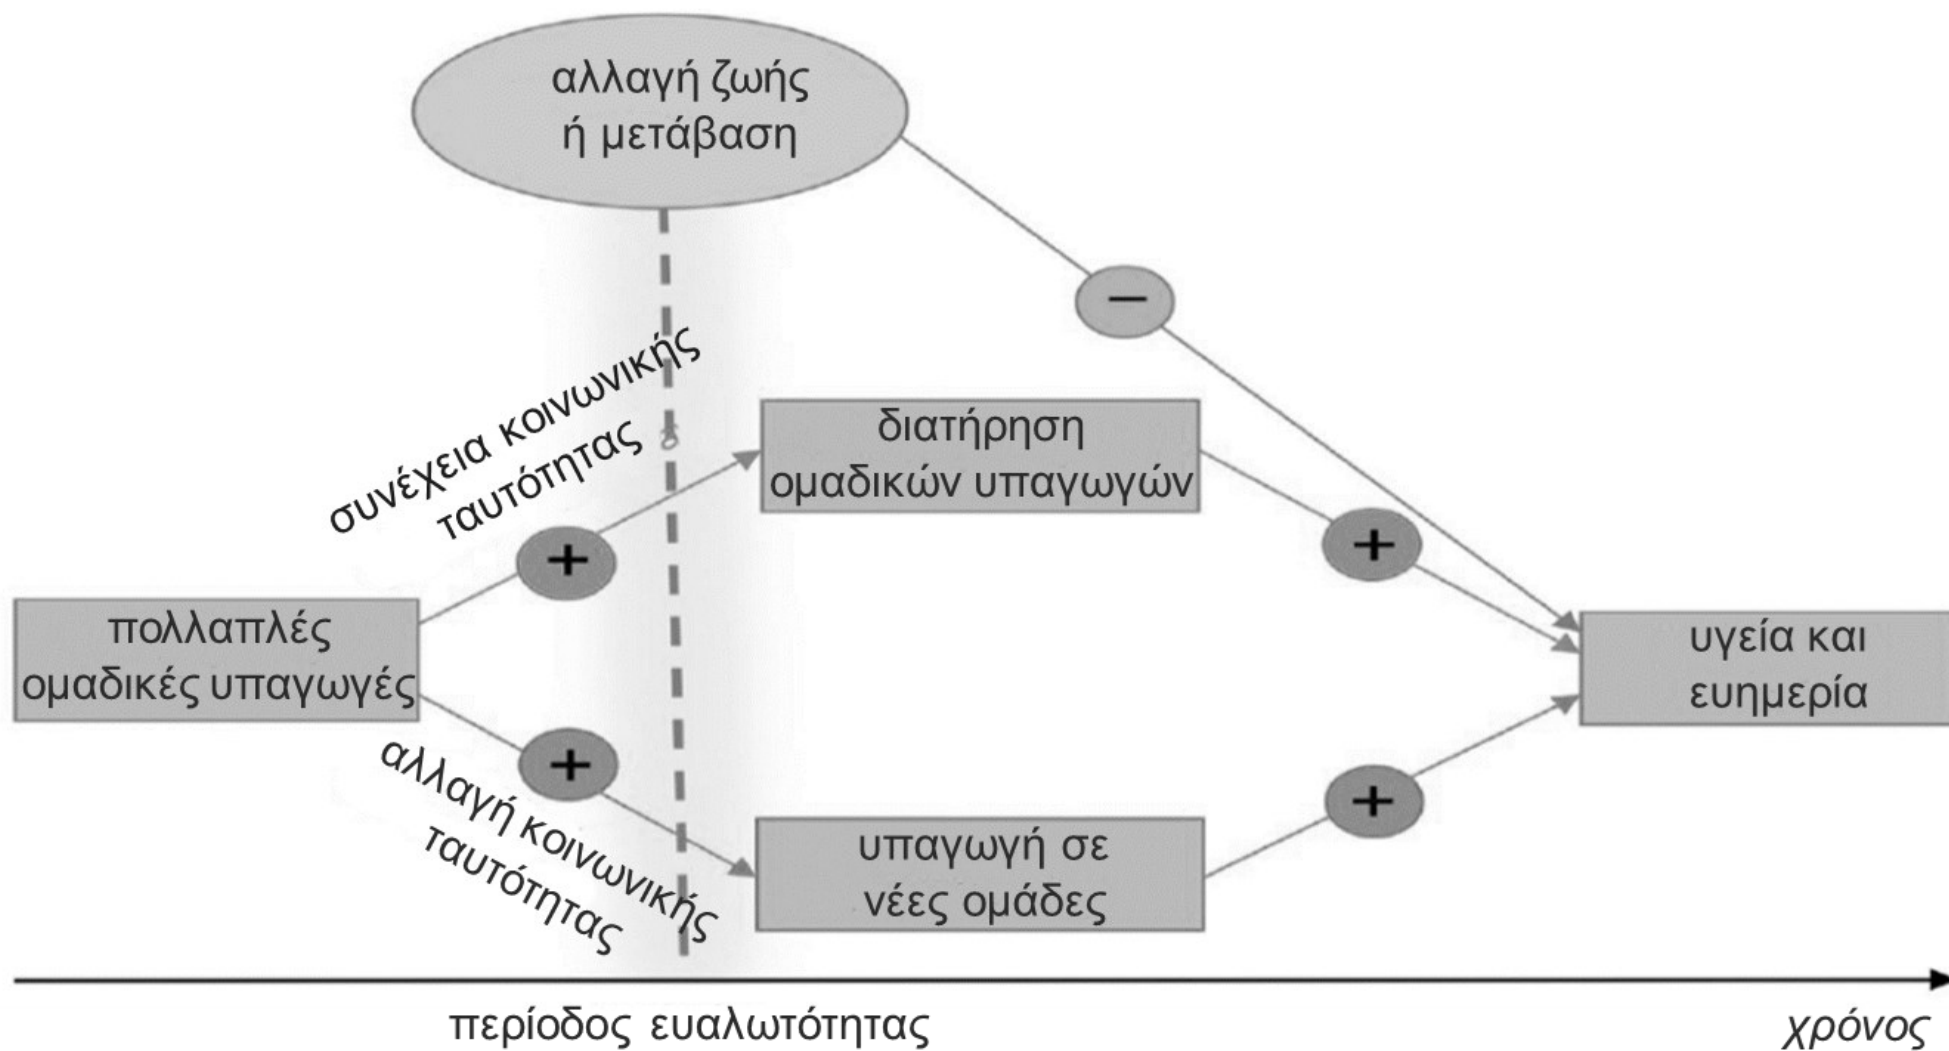 αλλαγή ζωής
ή μετάβαση
−
συνέχεια κοινωνικής
ταυτότητας
διατήρηση
ομαδικών υπαγωγών
+
+
πολλαπλές
ομαδικές υπαγωγές
υγεία και
ευημερία
+
αλλαγή κοινωνικής
ταυτότητας
υπαγωγή σε
νέες ομάδες
+
περίοδος ευαλωτότητας
χρόνος